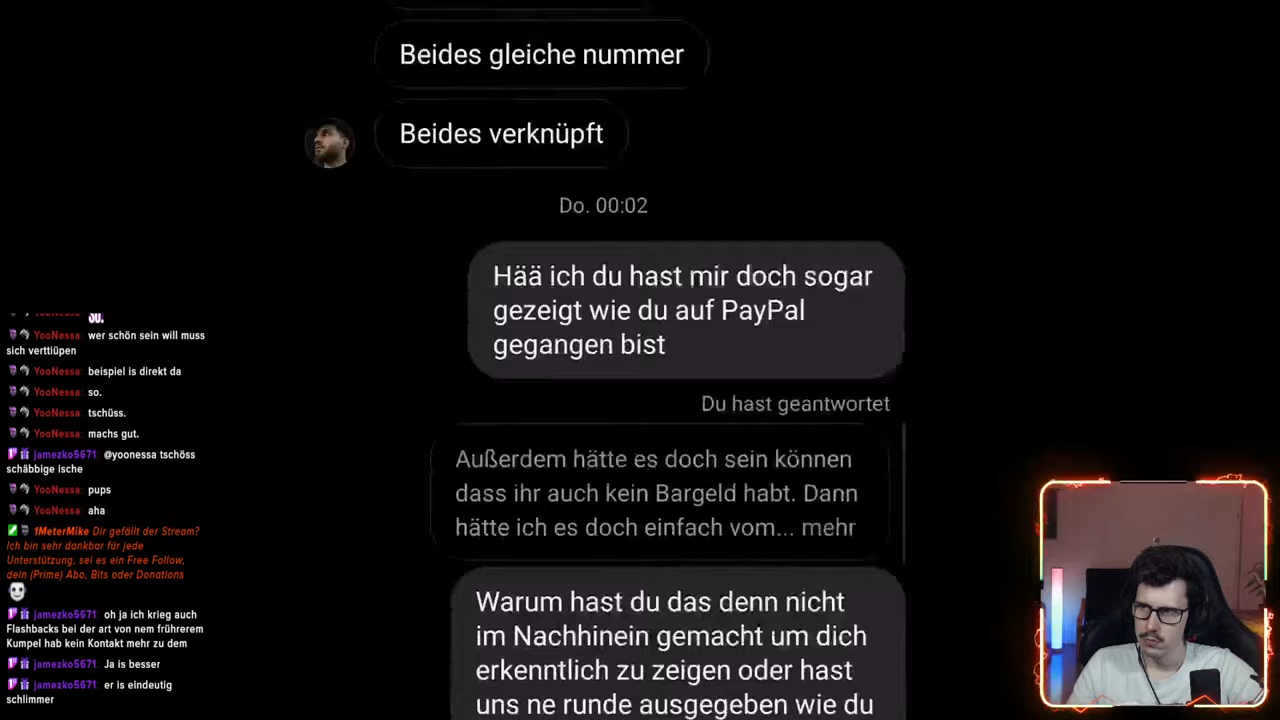 Beides gleiche nummer
Beides verknüpft
Do. 00:02
Hää ich du hast mir doch sogar
gezeigt wie du auf PayPal
gegangen bist
Du hast geantwortet
Außerdem hätte es doch sein können
dass ihr auch kein Bargeld habt. Dann
hätte ich es doch einfach vom... mehr
Warum hast du das denn nicht
im Nachhinein gemacht um dich
erkenntlich zu zeigen oder hast
uns ne runde ausgegeben wie du
YooNessa: so.
YooNessa: wer schön sein will muss
sich verttiüpen
YooNessa: beispiel is direkt da
YooNessa: so.
YooNessa: tschüss.
YooNessa: machs gut.
jamezko5671: @yoonessa tschöss
schäbbige ische
YooNessa: pups
YooNessa: aha
1MeterMike Dir gefällt der Stream?
Ich bin sehr dankbar für jede
Unterstützung, sei es ein Free Follow,
dein (Prime) Abo, Bits oder Donations
jamezko5671: oh ja ich krieg auch
Flashbacks bei der art von nem frührerem
Kumpel hab kein Kontakt mehr zu dem
jamezko5671: Ja is besser
jamezko5671: er is eindeutig
schlimmer